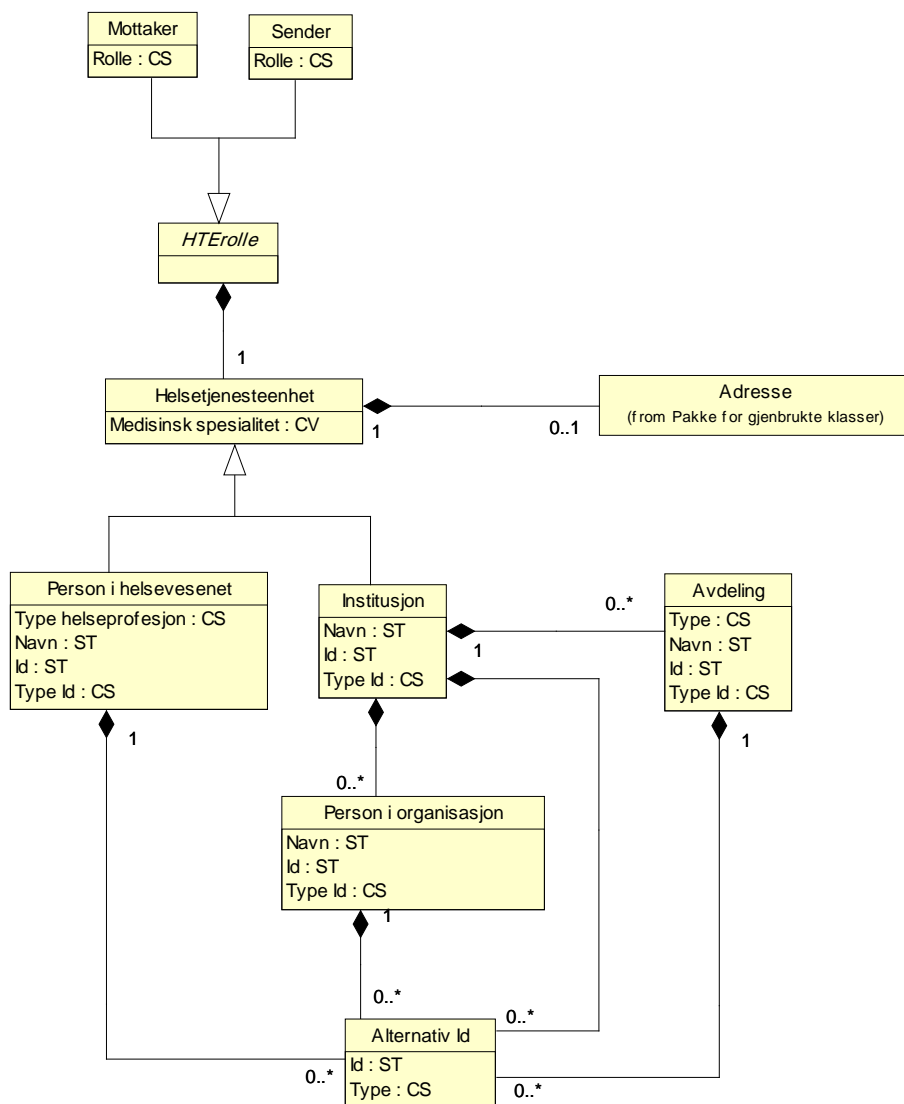 Mottaker
Rolle : CS
Sender
Rolle : CS
HTErolle
1
Helsetjenesteenhet
Medisinsk spesialitet : CV
1
0..1
Adresse
(from Pakke for gjenbrukte klasser)
Person i helsevesenet
Type helseprofesjon : CS
Navn : ST
Id : ST
Type Id : CS
1
Institusjon
Navn : ST
Id : ST
Type Id : CS
1
0..*
Avdeling
Type : CS
Navn : ST
Id : ST
Type Id : CS
1
0..*
Person i organisasjon
Navn : ST
Id : ST
Type Id : CS
1
0..*
0..*
Alternativ Id
Id : ST
Type : CS
0..*
0..*